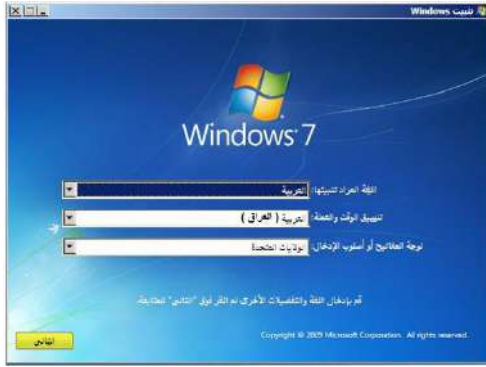 تثبيت Windows
Windows 7
اللغة المراد تثبيتها: العربية
تنسيق الوقت والعملة: العربية ( العراق )
لوحة المفاتيح أو أسلوب الإدخال: الولايات المتحدة
قم بإدخال اللغة والتفضيلات الأخرى ثم انقر فوق "التالي" للمتابعة.
Copyright © 2009 Microsoft Corporation. All rights reserved.
التالي